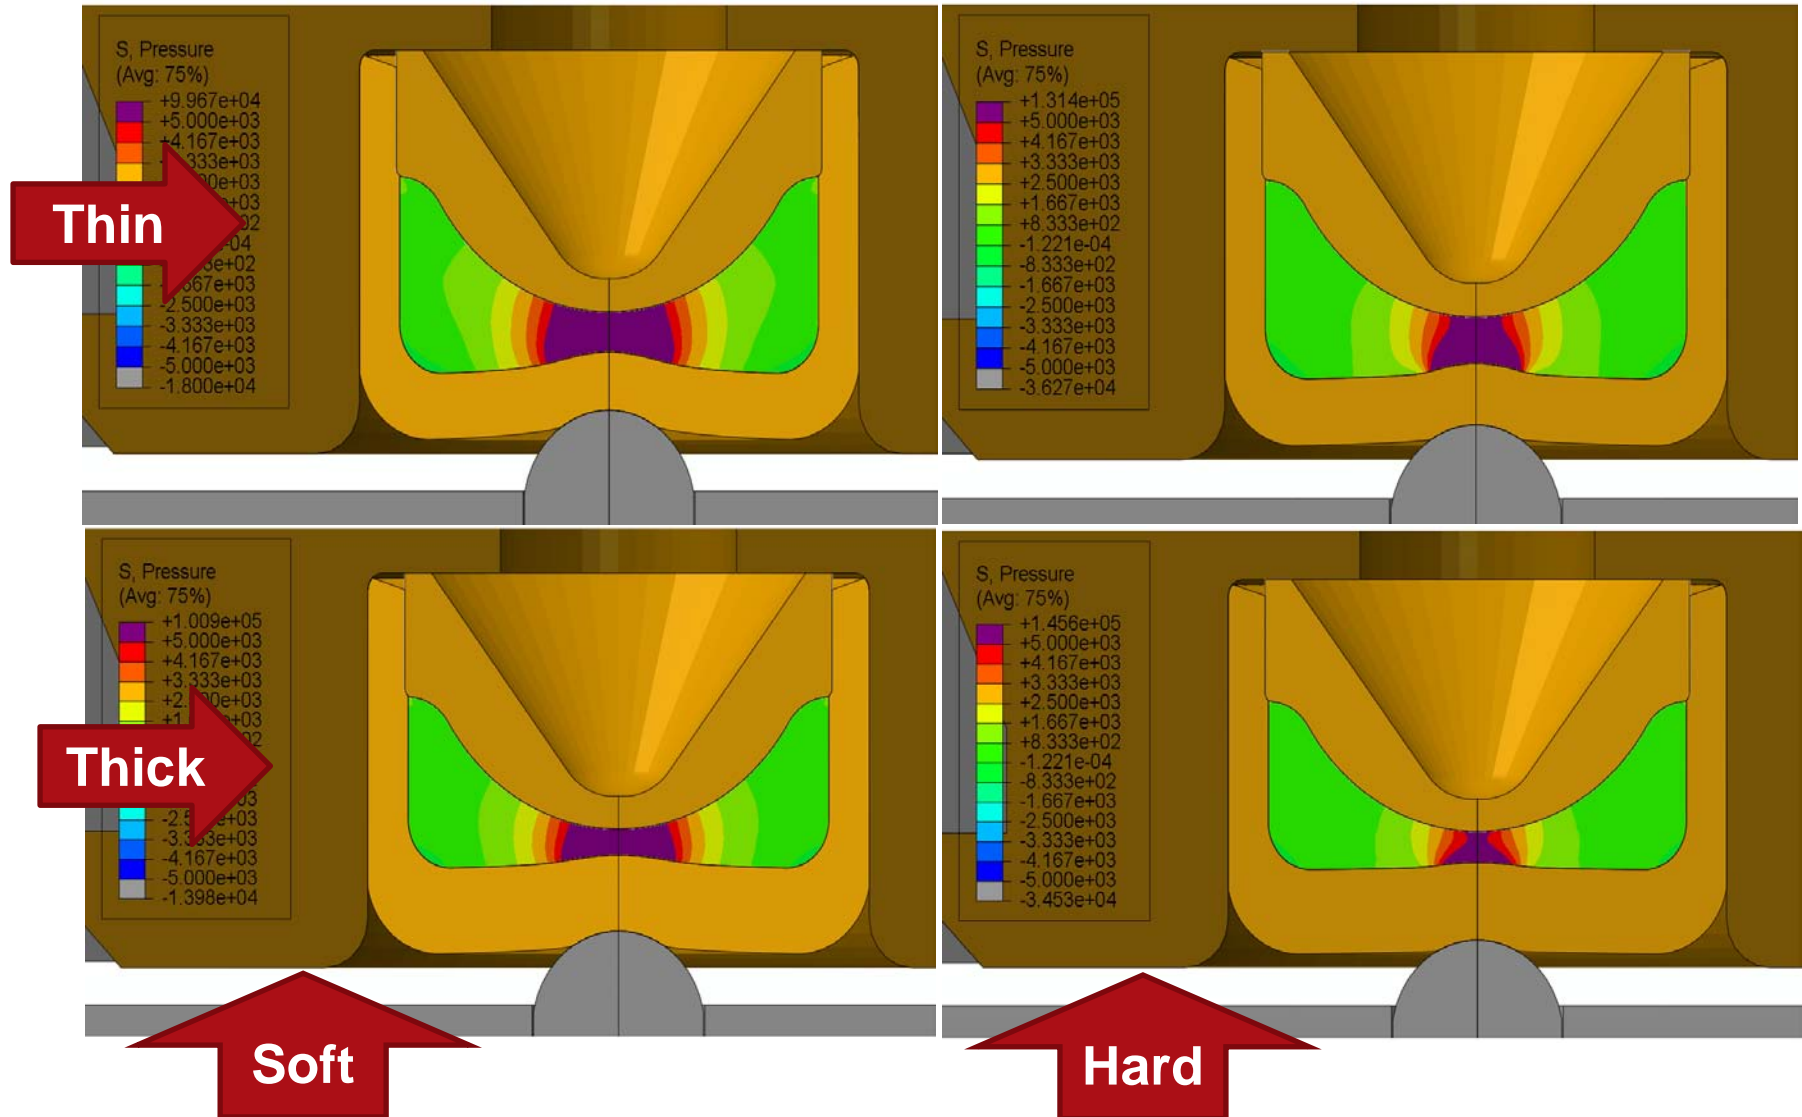 S, Pressure
(Avg: 75%)
+9.967e+04
+5.000e+03
+4.167e+03
-2.500e+03
-3.333e+03
-4.167e+03
-5.000e+03
-1.800e+04
Thin
S, Pressure
(Avg: 75%)
+1.314e+05
+5.000e+03
+4.167e+03
+3.333e+03
+2.500e+03
+1.667e+03
+8.333e+02
-1.221e-04
-8.333e+02
-1.667e+03
-2.500e+03
-3.333e+03
-4.167e+03
-5.000e+03
-3.627e+04
S, Pressure
(Avg: 75%)
+1.009e+05
+5.000e+03
+4.167e+03
+3.333e+03
-4.167e+03
-5.000e+03
-1.398e+04
Thick
S, Pressure
(Avg: 75%)
+1.456e+05
+5.000e+03
+4.167e+03
+3.333e+03
+2.500e+03
+1.667e+03
+8.333e+02
-1.221e-04
-8.333e+02
-1.667e+03
-2.500e+03
-3.333e+03
-4.167e+03
-5.000e+03
-3.453e+04
Soft
Hard